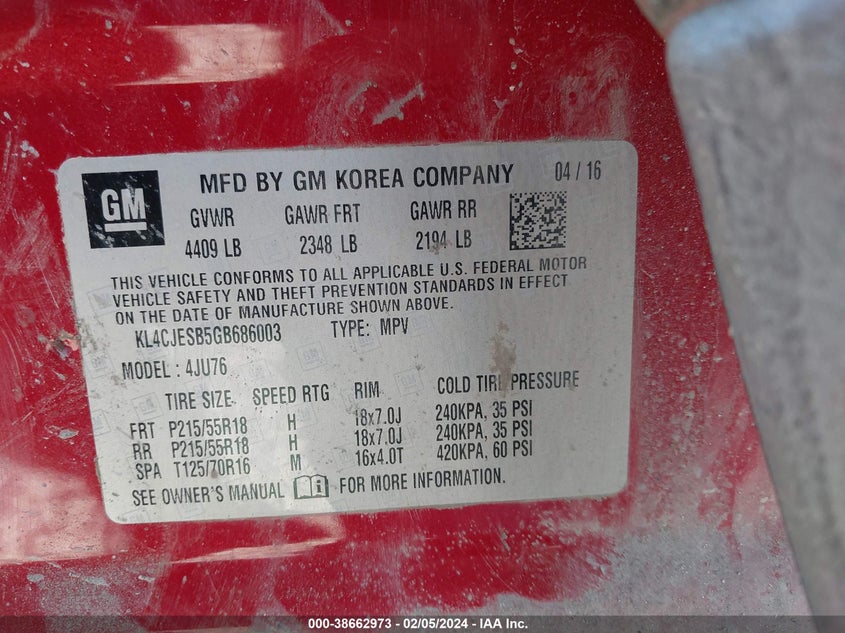 GM MFD BY GM KOREA COMPANY 04 / 16
GVWR GAWR FRT GAWR RR
4409 LB 2348 LB 2194 LB
THIS VEHICLE CONFORMS TO ALL APPLICABLE U.S. FEDERAL MOTOR
VEHICLE SAFETY AND THEFT PREVENTION STANDARDS IN EFFECT
ON THE DATE OF MANUFACTURE SHOWN ABOVE.
KL4CJESB5GB686003 TYPE: MPV
MODEL : 4JU76
TIRE SIZE SPEED RTG RIM COLD TIRE PRESSURE
FRT P215/55R18 H 18x7.0J 240KPA, 35 PSI
RR P215/55R18 H 18x7.0J 240KPA, 35 PSI
SPA T125/70R16 M 16x4.0T 420KPA, 60 PSI
SEE OWNER'S MANUAL FOR MORE INFORMATION.
000-38662973 - 02/05/2024 - IAA Inc.